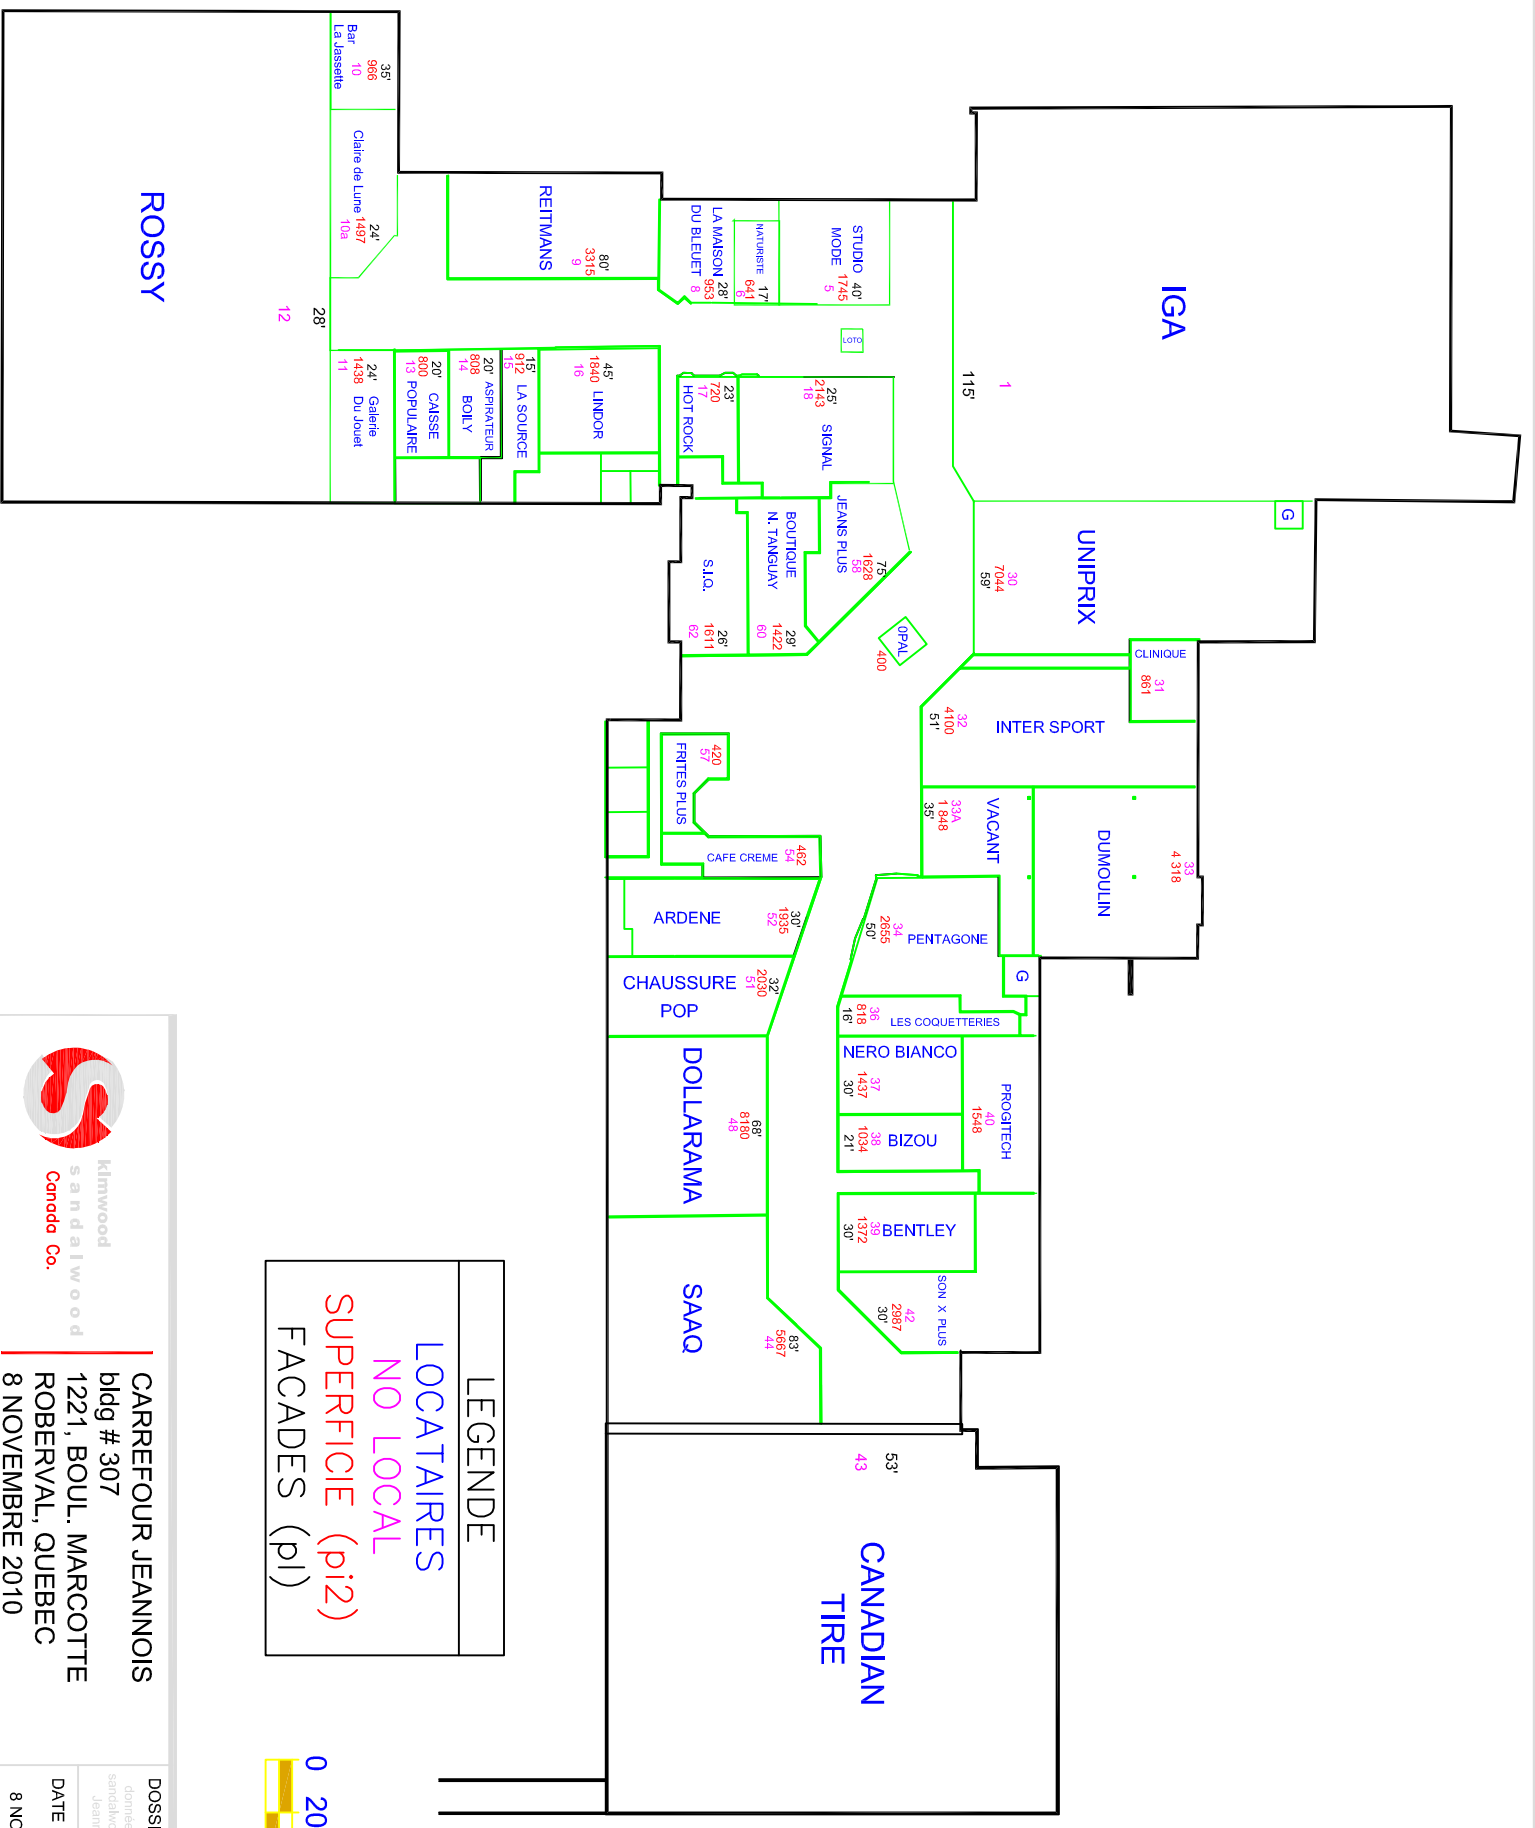 IGA
1
115'
G
UNIPRIX
30
7044
59'
CLINIQUE
31
861
INTER SPORT
32
4100
51'
VACANT
33A
1 848
35'
DUMOULIN
33
4 318
PENTAGONE
34
2655
50'
G
LES COQUETTERIES
36
818
16'
NERO BIANCO
37
1437
30'
BIZOU
38
1034
21'
PROGITECH
40
1548
BENTLEY
39
1372
30'
SON X PLUS
42
2987
30'
53'
43
CANADIAN
TIRE
STUDIO
MODE
40'
1745
5
NATURISTE
17'
641
6
LA MAISON
DU BLEUET
28'
953
8
LOTO
REITMANS
80'
3315
9
Bar
La Jassette
35'
966
10
Claire de Lune
24'
1497
10a
ROSSY
28'
12
24'
1438
11
Galerie
Du Jouet
20'
800
13
CAISSE
POPULAIRE
20'
808
14
ASPIRATEUR
BOILY
15'
912
15
LA SOURCE
45'
1840
16
LINDOR
23'
720
17
HOT ROCK
25'
2143
18
SIGNAL
JEANS PLUS
75'
1628
58
BOUTIQUE
N. TANGUAY
29'
1422
60
S.I.Q.
26'
1611
62
0PAL
400
FRITES PLUS
420
57
CAFE CREME
462
54
ARDENE
30'
1935
52
CHAUSSURE
POP
32'
2030
51
DOLLARAMA
68'
8180
48
SAAQ
83'
5667
44
LEGENDE
LOCATAIRES
NO LOCAL
SUPERFICIE (pi2)
FACADES (pl)
0 20
kimwood
sandalwood
Canada Co.
CARREFOUR JEANNOIS
bldg # 307
1221, BOUL. MARCOTTE
ROBERVAL, QUEBEC
8 NOVEMBRE 2010
DATE